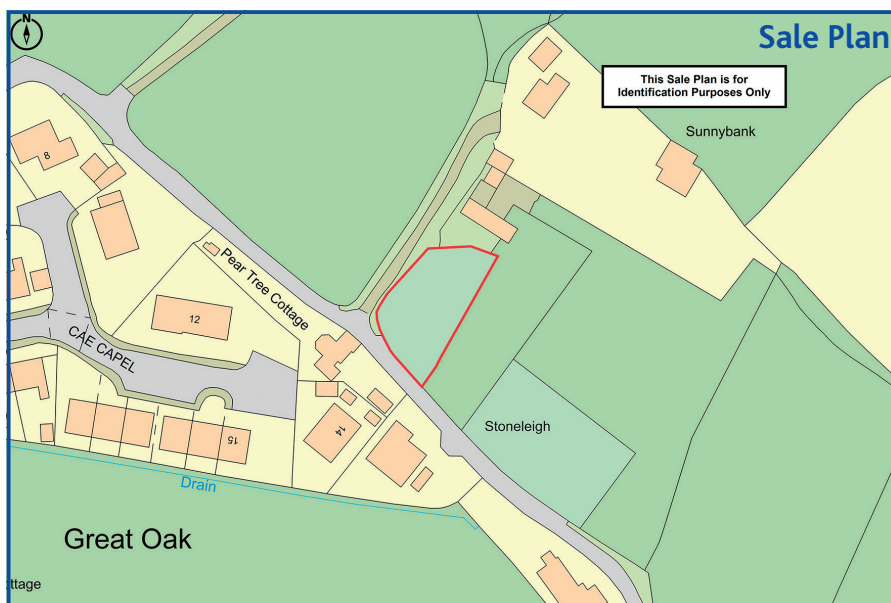 N
Sale Plan
This Sale Plan is for
Identification Purposes Only
Sunnybank
8
Pear Tree Cottage
12
CAE CAPEL
Stoneleigh
14
15
Drain
Great Oak
ttage